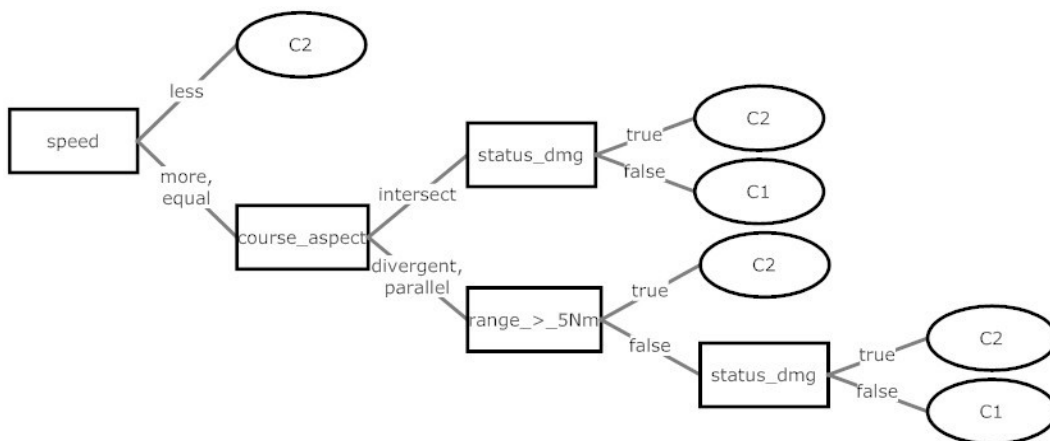 C2
less
speed
more,
equal
course_aspect
intersect
status_dmg
true
C2
false
C1
divergent,
parallel
range_>_5Nm
true
C2
false
status_dmg
true
C2
false
C1